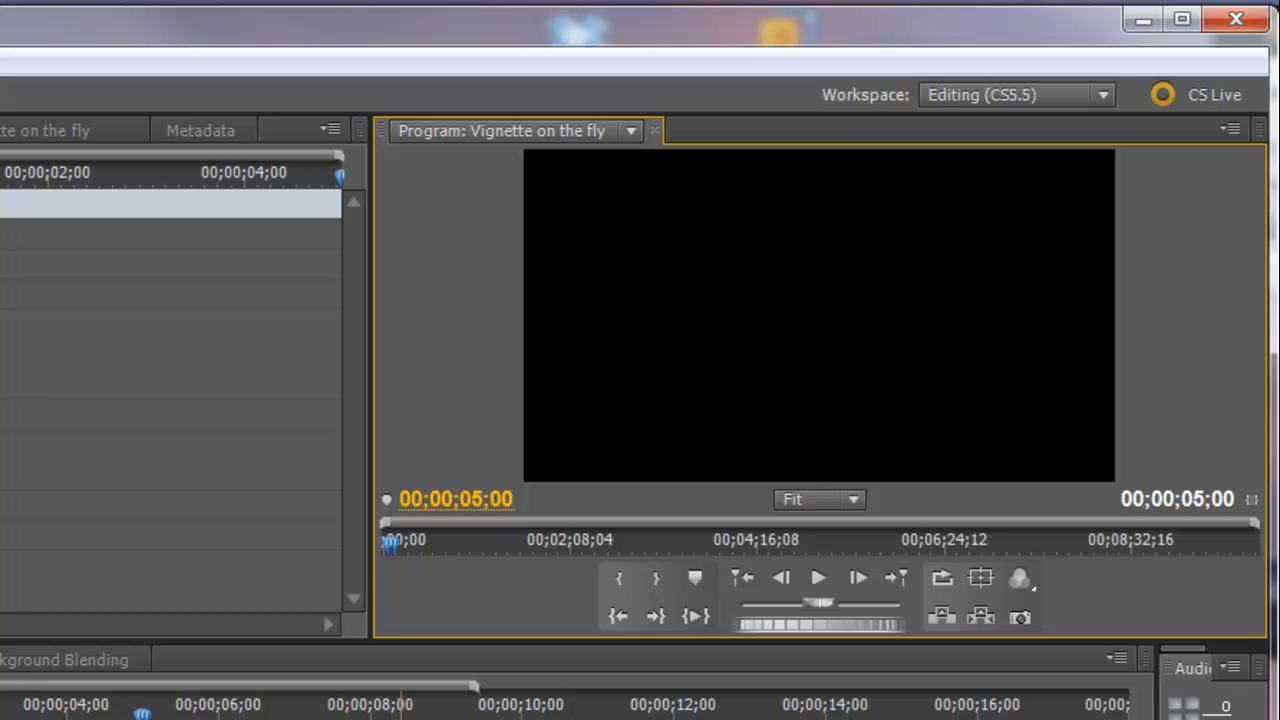 Workspace: Editing (CS5.5) CS Live
te on the fly Metadata Program: Vignette on the fly
00;00;02;00 00;00;04;00
00;00;05;00 Fit 00;00;05;00
;00;00 00;02;08;04 00;04;16;08 00;06;24;12 00;08;32;16
kground Blending
Audi
00;00;04;00 00;00;06;00 00;00;08;00 00;00;10;00 00;00;12;00 00;00;14;00 00;00;16;00 00;00;
0